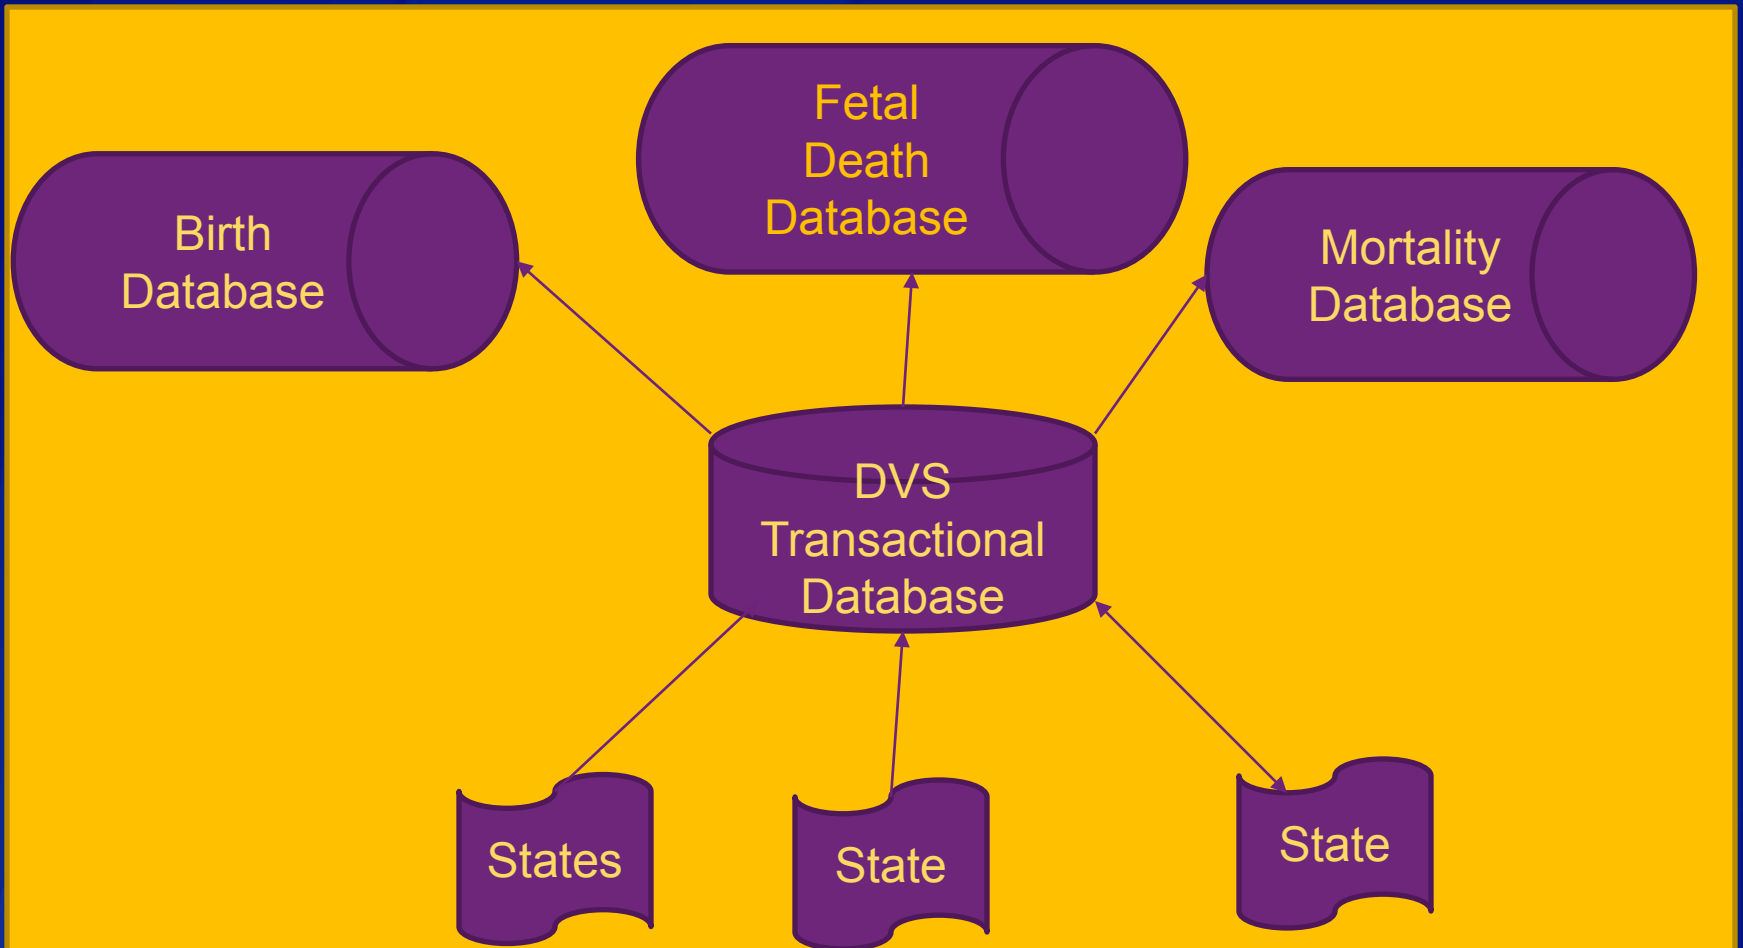 Fetal
Death
Database
Birth
Database
Mortality
Database
DVS
Transactional
Database
States
State
State